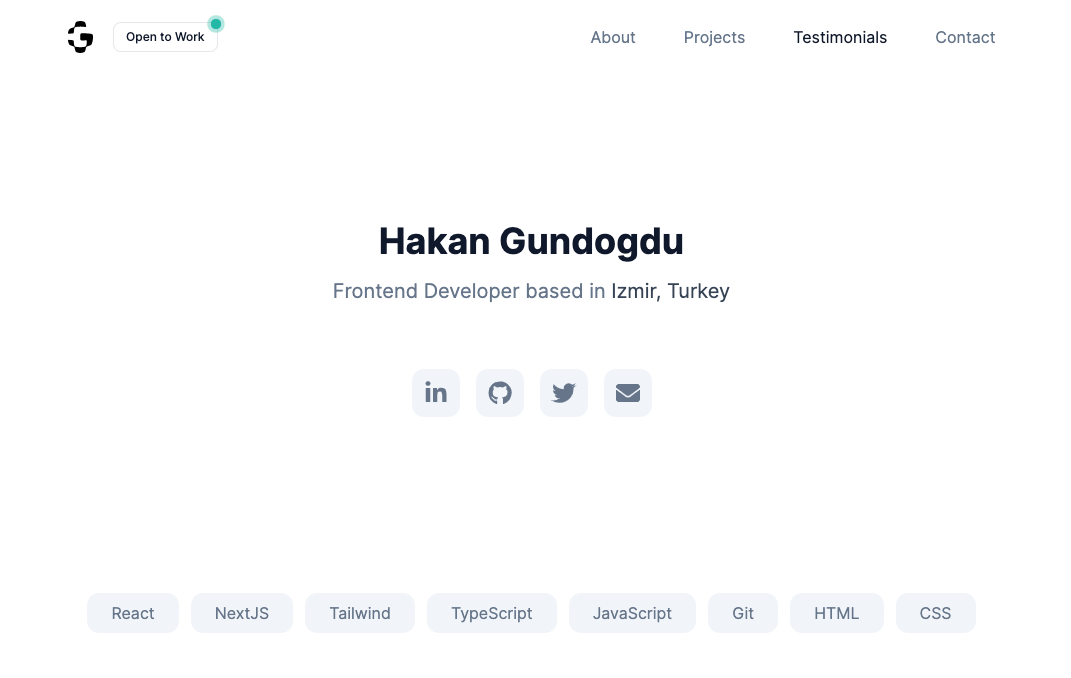 G Open to Work About Projects Testimonials Contact
Hakan Gundogdu
Frontend Developer based in Izmir, Turkey
in
React NextJS Tailwind TypeScript JavaScript Git HTML CSS